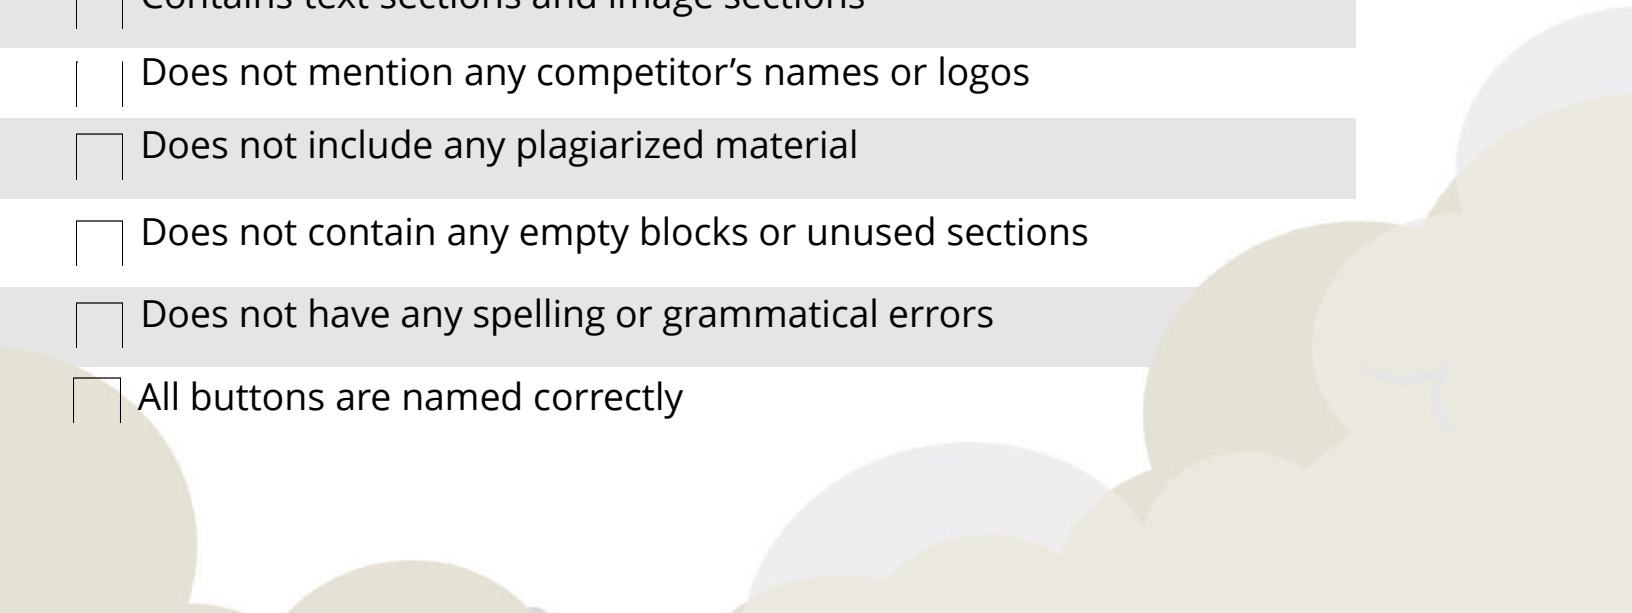 Contains text sections and image sections
Does not mention any competitor’s names or logos
Does not include any plagiarized material
Does not contain any empty blocks or unused sections
Does not have any spelling or grammatical errors
All buttons are named correctly